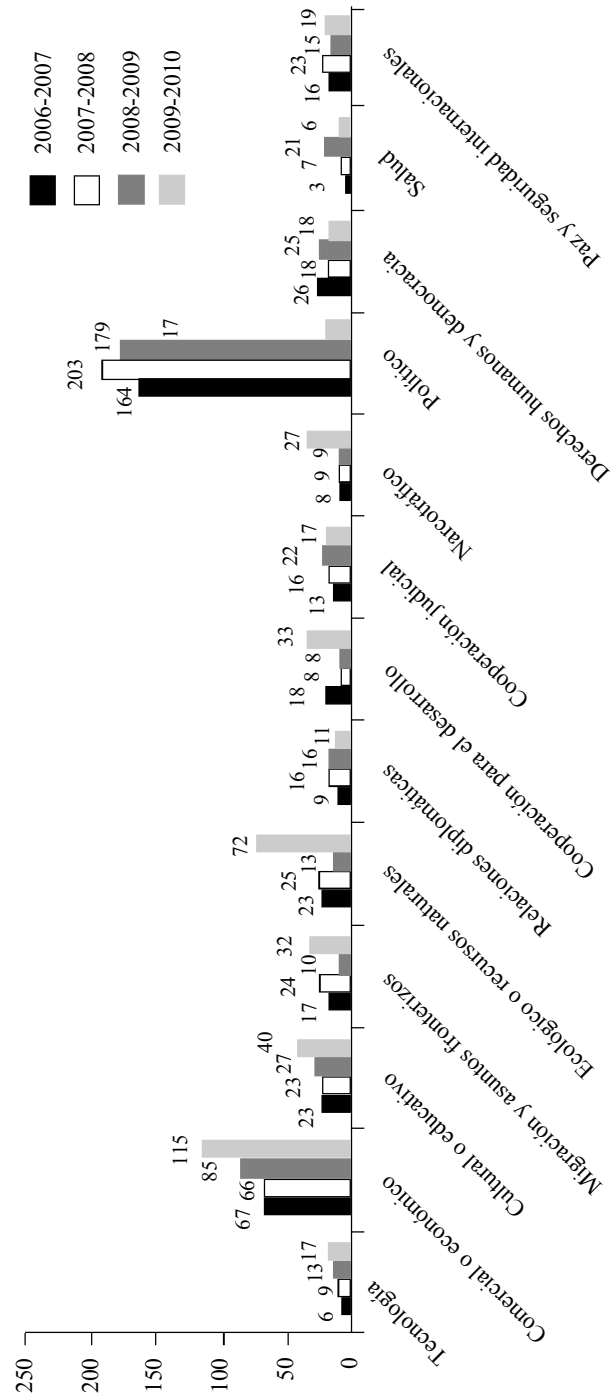 2006-2007
2007-2008
2008-2009
2009-2010
250
200
150
100
50
0
6 9 13 17
67 66 85 115
23 23 27 40
17 24 10 32
23 25 13 72
9 16 16 11
18 8 8 33
13 16 22 17
8 9 9 27
164 203 179 17
26 18 25 18
3 7 21 6
16 23 15 19
Tecnología
Comercial o económico
Cultural o educativo
Migración y asuntos fronterizos
Ecológico o recursos naturales
Relaciones diplomáticas
Cooperación para el desarrollo
Cooperación judicial
Narcotráfico
Político
Derechos humanos y democracia
Salud
Paz y seguridad internacionales